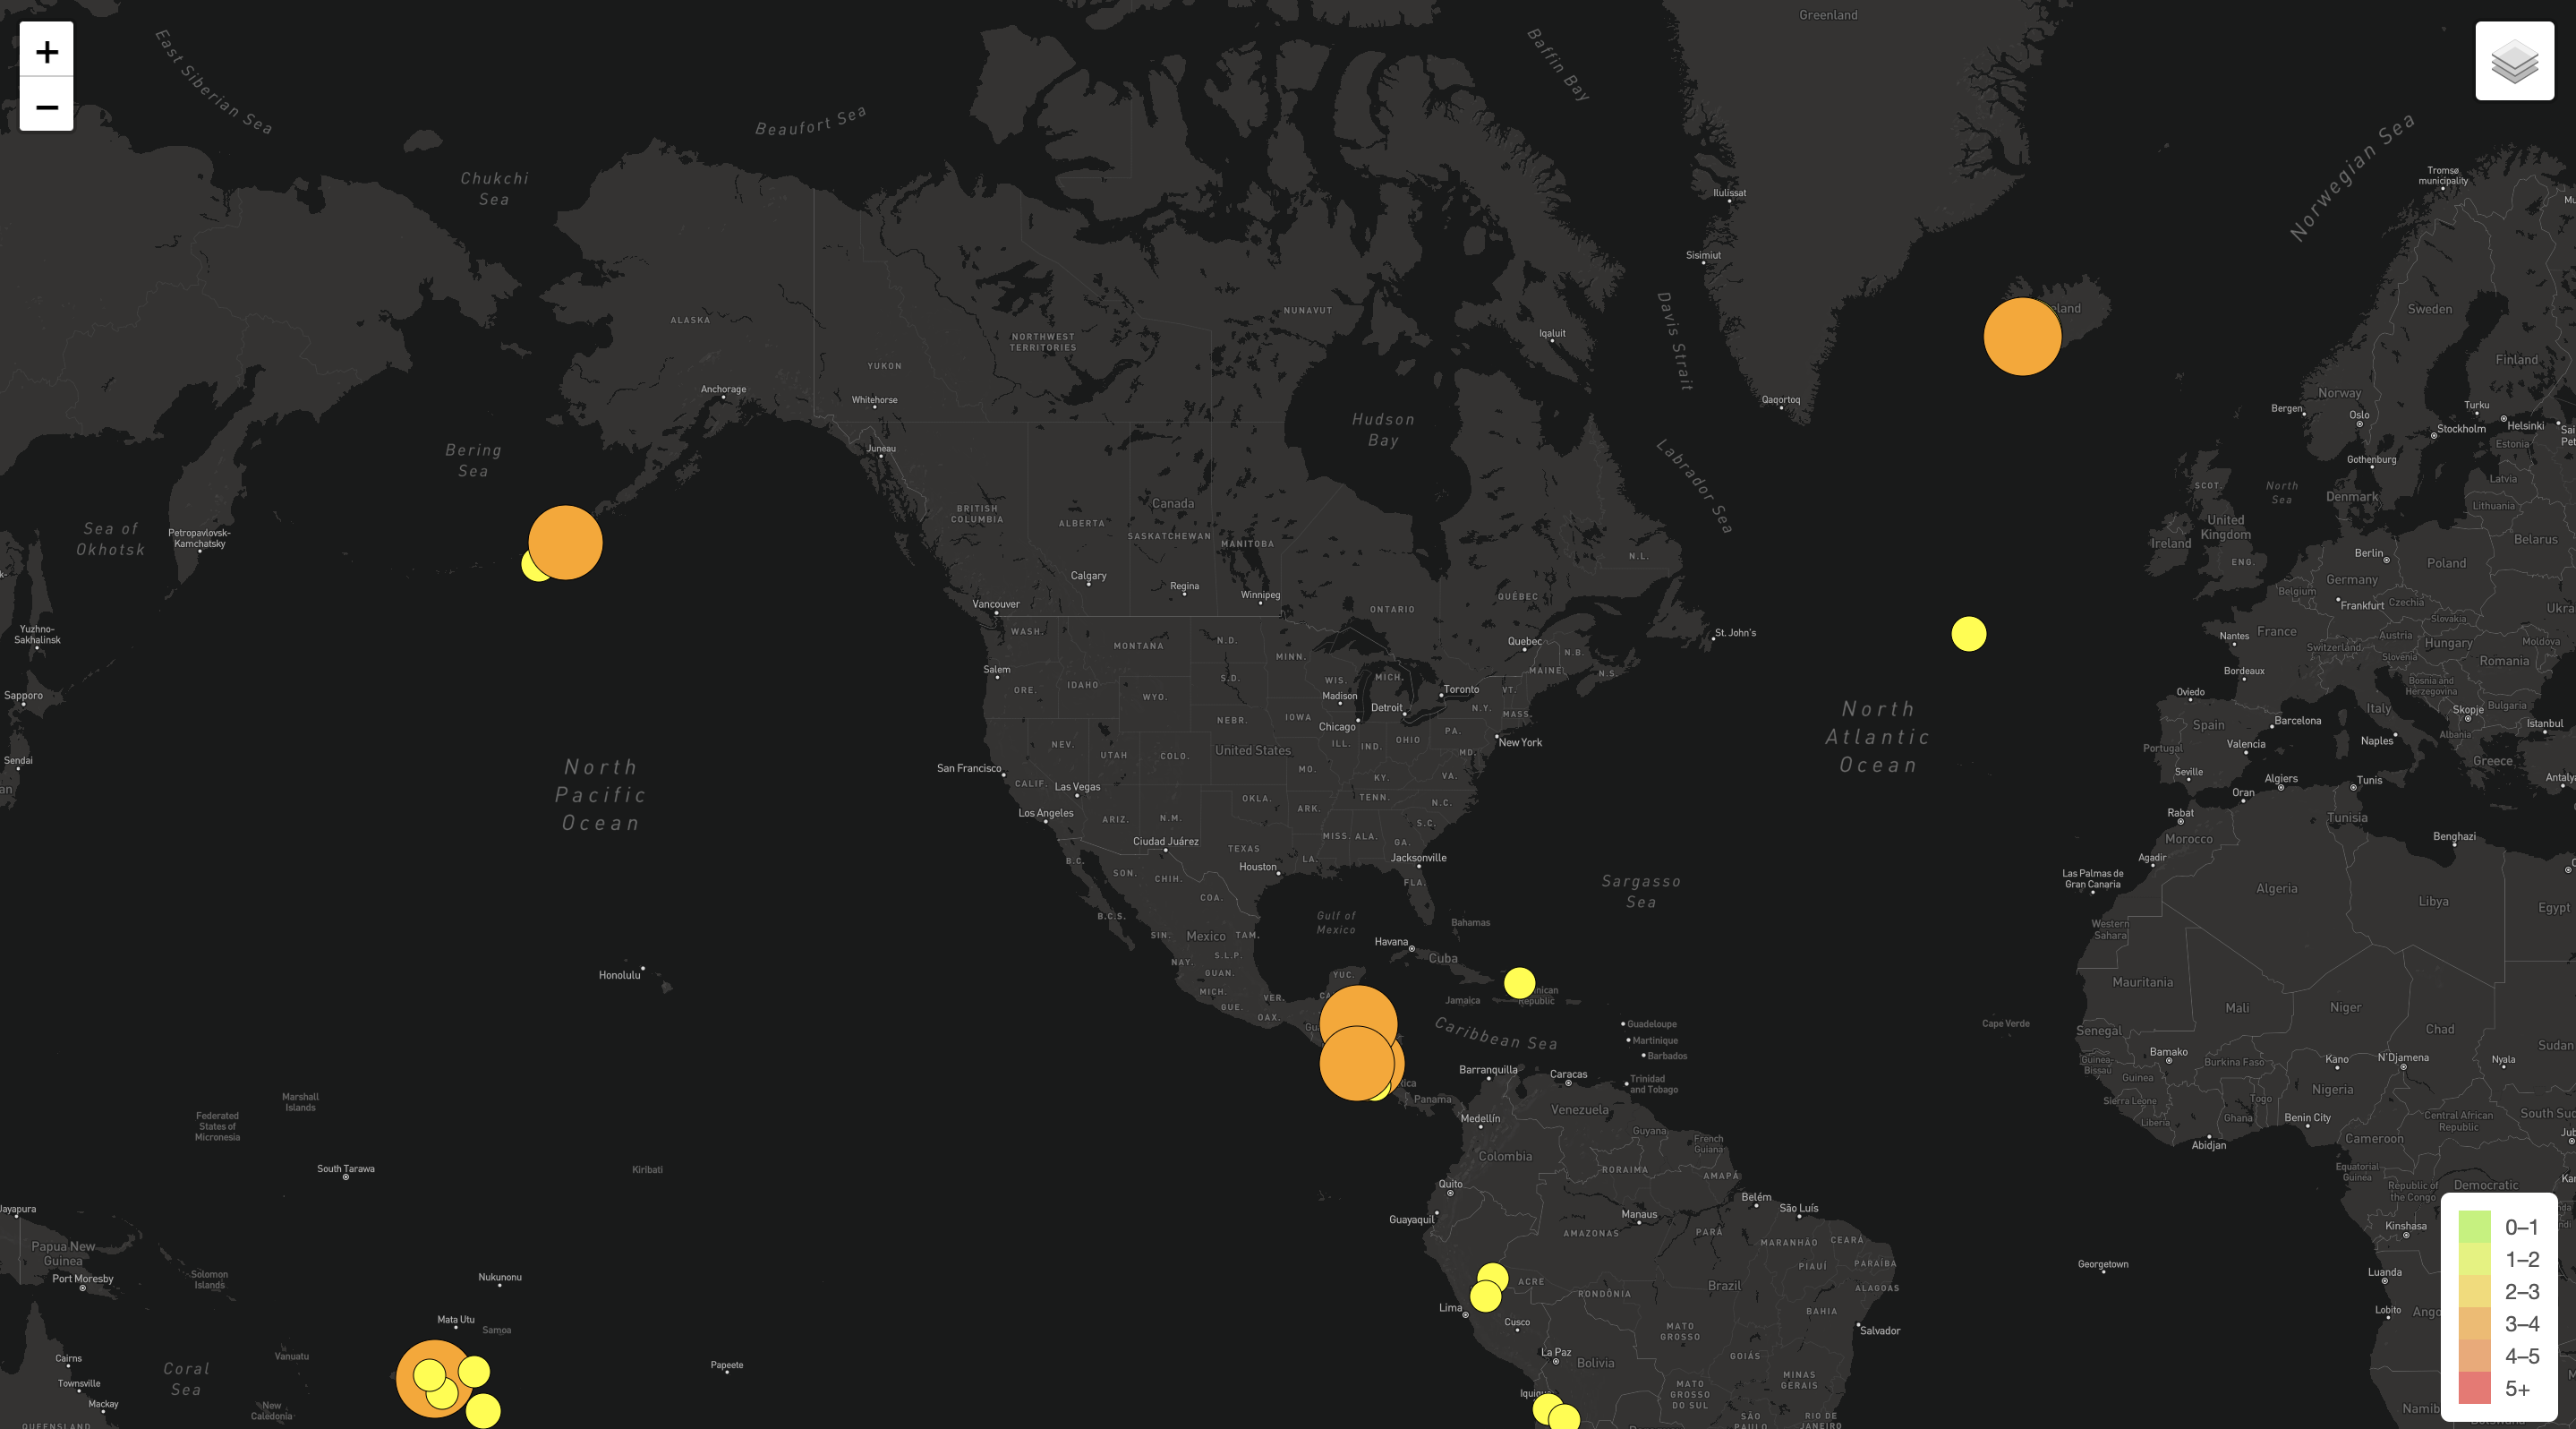 +
−
East Siberian Sea
Chukchi
Sea
Beaufort Sea
Baffin Bay
Greenland
Norwegian Sea
Tromsø
municipality
Ilulissat
Sisimiut
Davis Strait
ALASKA
Anchorage
YUKON
Whitehorse
NORTHWEST
TERRITORIES
NUNAVUT
Iqaluit
Qaqortoq
Sweden
Finland
Norway
Bergen
Oslo
Turku
Helsinki
Stockholm
Estonia
Gothenburg
Latvia
Lithuania
Denmark
North
Sea
SCOT.
United
Kingdom
Ireland
ENG.
Belarus
Berlin
Poland
Germany
Belgium
Frankfurt
Czechia
Slovakia
Austria
Hungary
Moldova
Switzerland
Slovenia
Romania
France
Nantes
Bordeaux
Bosnia and
Herzegovina
Bulgaria
Skopje
Albania
Istanbul
Italy
Naples
Greece
Oviedo
Spain
Barcelona
Portugal
Valencia
Seville
Algiers
Tunis
Oran
Rabat
Morocco
Tunisia
Benghazi
Agadir
Las Palmas de
Gran Canaria
Algeria
Libya
Egypt
Western
Sahara
Bering
Sea
Sea of
Okhotsk
Petropavlovsk-
Kamchatsky
Yuzhno-
Sakhalinsk
Sapporo
Sendai
Juneau
BRITISH
COLUMBIA
ALBERTA
Canada
SASKATCHEWAN
MANITOBA
Hudson
Bay
Labrador Sea
N.L.
ONTARIO
QUÉBEC
Calgary
Regina
Winnipeg
Vancouver
St. John's
Quebec
N.B.
MAINE
N.S.
WASH.
MONTANA
N.D.
MINN.
Salem
ORE.
IDAHO
S.D.
WYO.
WIS.
MICH.
Madison
Toronto
VT.
Detroit
N.Y.
MASS.
NEBR.
IOWA
Chicago
PA.
New York
NEV.
UTAH
COLO.
United States
ILL.
IND.
OHIO
MD.
San Francisco
CALIF.
Las Vegas
MO.
KY.
VA.
Los Angeles
ARIZ.
N.M.
OKLA.
ARK.
TENN.
N.C.
S.C.
MISS.
ALA.
GA.
Ciudad Juárez
TEXAS
LA.
Jacksonville
Houston
FLA.
B.C.
SON.
CHIH.
COA.
B.C.S.
SIN.
Mexico
TAM.
Gulf of
Mexico
Bahamas
Havana
Cuba
NAY.
S.L.P.
GUAN.
YUC.
MICH.
VER.
GUE.
OAX.
Jamaica
Republic
Sargasso
Sea
North
Atlantic
Ocean
North
Pacific
Ocean
Honolulu
Caribbean Sea
Guadeloupe
Martinique
Barbados
Trinidad
and Tobago
Barranquilla
Caracas
Panama
Venezuela
Medellín
Guyana
French
Guiana
Colombia
RORAIMA
AMAPÁ
Quito
Guayaquil
Belém
São Luís
Manaus
AMAZONAS
PARÁ
MARANHÃO
CEARÁ
PIAUÍ
PARAÍBA
ACRE
RONDÔNIA
Brazil
ALAGOAS
BAHIA
Lima
Cusco
MATO
GROSSO
Salvador
La Paz
Bolivia
GOIÁS
MATO
GROSSO
DO SUL
MINAS
GERAIS
SÃO
PAULO
RIO DE
JANEIRO
Mauritania
Mali
Niger
Chad
Sudan
Cape Verde
Senegal
Bamako
Burkina Faso
Kano
N'Djamena
Nyala
Guinea
Bissau
Guinea
Nigeria
Sierra Leone
Togo
Ghana
Benin City
Liberia
Abidjan
Central African
Republic
Cameroon
Equatorial
Guinea
Republic of
the Congo
Democratic
Kinshasa
Georgetown
Luanda
Lobito
Marshall
Islands
Federated
States of
Micronesia
South Tarawa
Kiribati
Jayapura
Papua New
Guinea
Port Moresby
Solomon
Islands
Nukunonu
Mata Utu
Samoa
Vanuatu
Papeete
Cairns
Townsville
Coral
Sea
Mackay
New
Caledonia
QUEENSLAND
0–1
1–2
2–3
3–4
4–5
5+